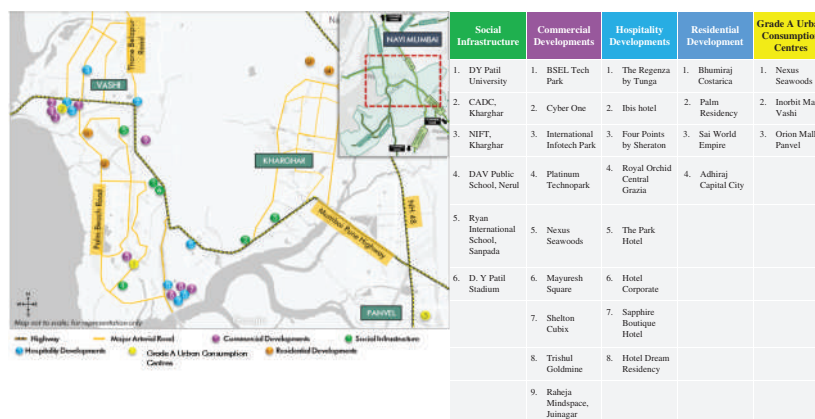 NAVI MUMBAI
Thane Belapur
Road
VASHI
KHARGHAR
Palm Beach Road
Mumbai Pune Highway
NH 48
PANVEL
Map not to scale, for representation only
Highway
Major Arterial Road
Commercial Developments
Social Infrastructure
Hospitality Developments
Grade A Urban Consumption
Centres
Residential Developments
Social
Infrastructure
1. DY Patil
University
2. CADC,
Kharghar
3. NIFT,
Kharghar
4. DAV Public
School, Nerul
5. Ryan
International
School,
Sanpada
6. D. Y Patil
Stadium
Commercial
Developments
1. BSEL Tech
Park
2. Cyber One
3. International
Infotech Park
4. Platinum
Technopark
5. Nexus
Seawoods
6. Mayuresh
Square
7. Shelton
Cubix
8. Trishul
Goldmine
9. Raheja
Mindspace,
Juinagar
Hospitality
Developments
1. The Regenza
by Tunga
2. Ibis hotel
3. Four Points
by Sheraton
4. Royal Orchid
Central
Grazia
5. The Park
Hotel
6. Hotel
Corporate
7. Sapphire
Boutique
Hotel
8. Hotel Dream
Residency
Residential
Development
1. Bhumiraj
Costarica
2. Palm
Residency
3. Sai World
Empire
4. Adhiraj
Capital City
Grade A Urba
Consumption
Centres
1. Nexus
Seawoods
2. Inorbit Ma
Vashi
3. Orion Mall
Panvel